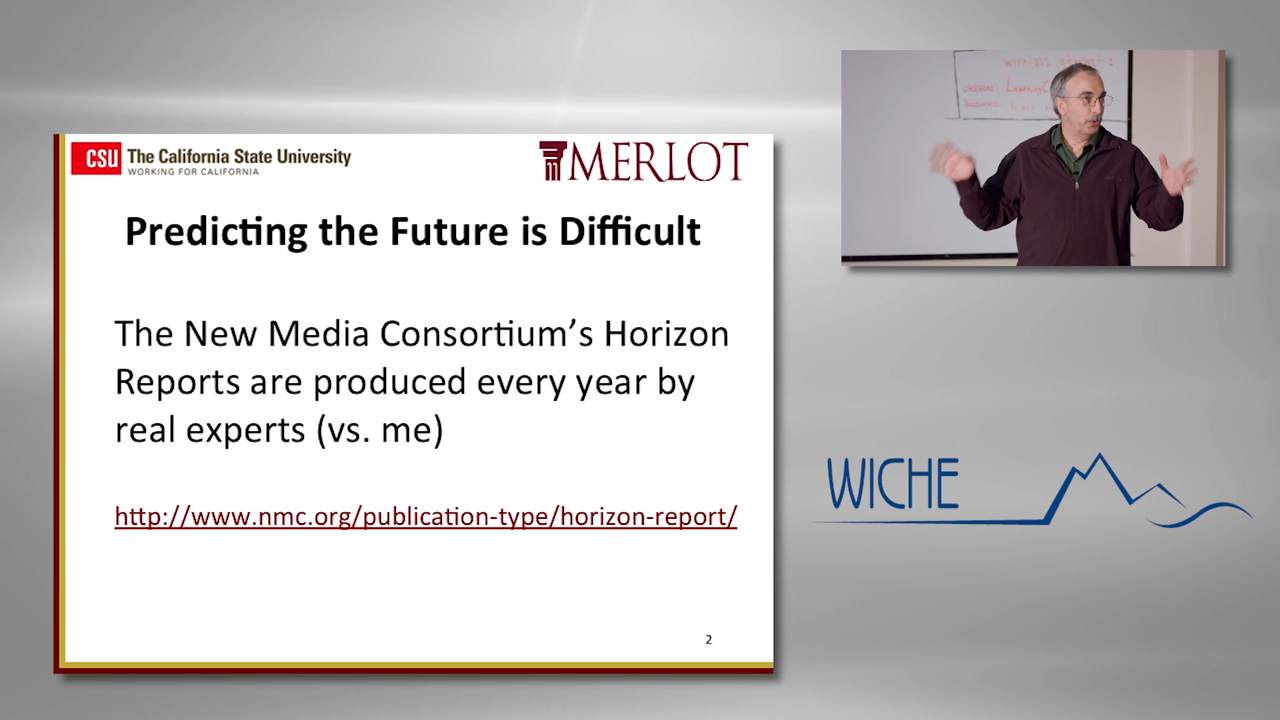 CSU The California State University
WORKING FOR CALIFORNIA
MERLOT
Predicting the Future is Difficult
The New Media Consortium's Horizon
Reports are produced every year by
real experts (vs. me)
http://www.nmc.org/publication-type/horizon-report/
2
wireless
WICHE